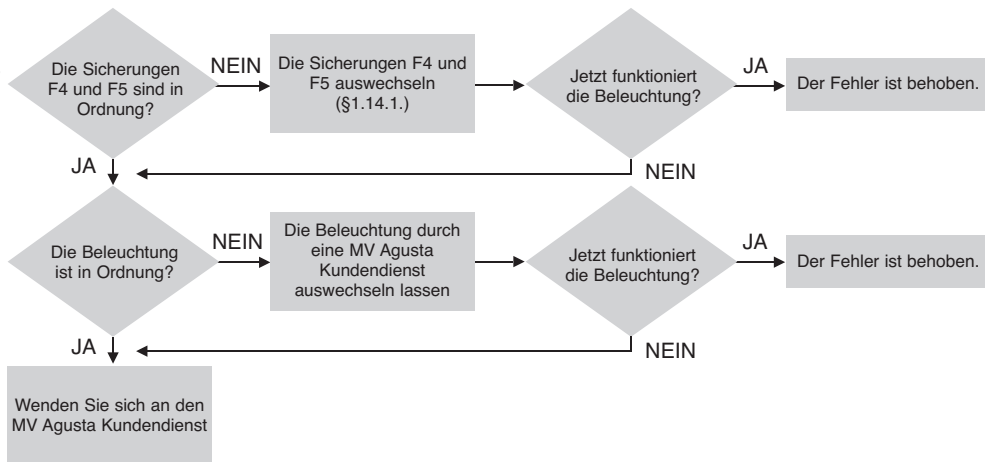 Die Sicherungen
F4 und F5 sind in
Ordnung?
NEIN
Die Sicherungen F4 und
F5 auswechseln
(§1.14.1.)
Jetzt funktioniert
die Beleuchtung?
JA
Der Fehler ist behoben.
JA
NEIN
Die Beleuchtung
ist in Ordnung?
NEIN
Die Beleuchtung durch
eine MV Agusta
Kundendienst
auswechseln lassen
Jetzt funktioniert
die Beleuchtung?
JA
Der Fehler ist behoben.
JA
NEIN
Wenden Sie sich an den
MV Agusta Kundendienst